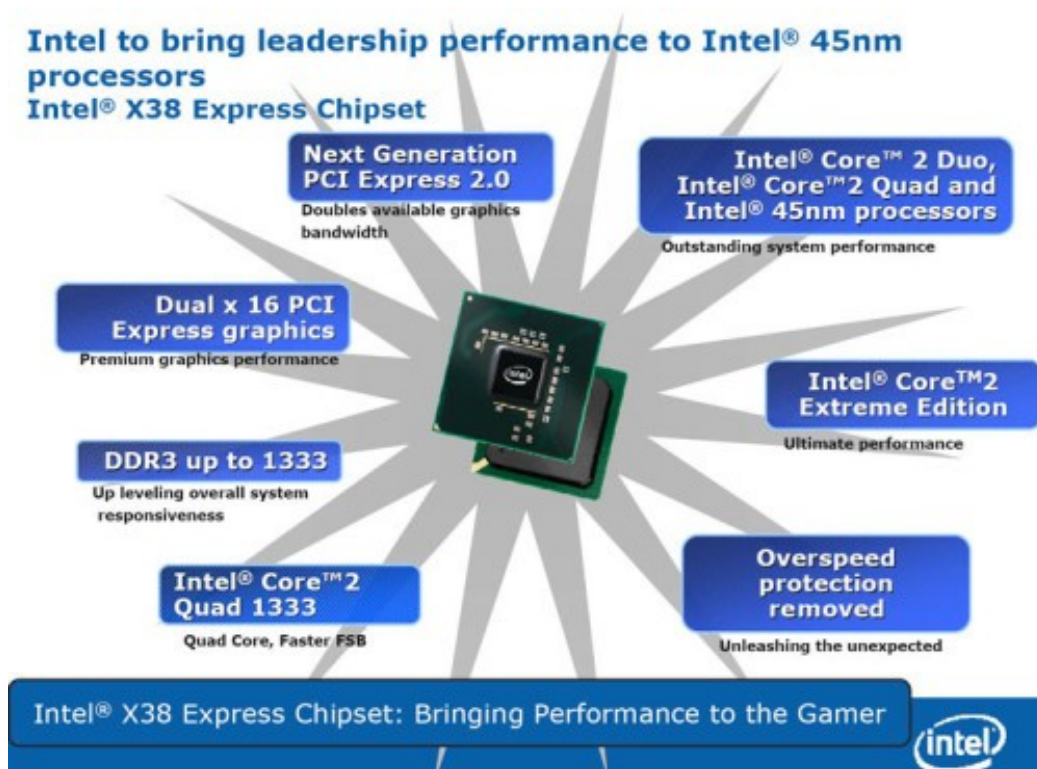 Intel to bring leadership performance to Intel® 45nm
processors
Intel® X38 Express Chipset
Next Generation
PCI Express 2.0
Doubles available graphics
bandwidth
Intel® Core™ 2 Duo,
Intel® Core™2 Quad and
Intel® 45nm processors
Outstanding system performance
Dual x 16 PCI
Express graphics
Premium graphics performance
intel
Intel® Core™2
Extreme Edition
Ultimate performance
DDR3 up to 1333
Up leveling overall system
responsiveness
Overspeed
protection
removed
Unleashing the unexpected
Intel® Core™2
Quad 1333
Quad Core, Faster FSB
Intel® X38 Express Chipset: Bringing Performance to the Gamer
intel